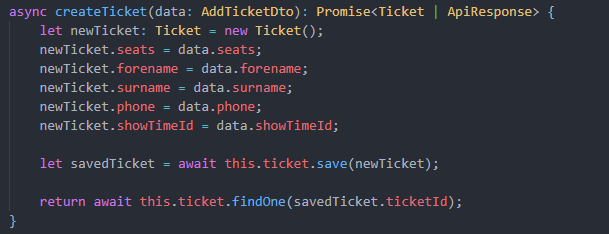 async createTicket(data: AddTicketDto): Promise<Ticket | ApiResponse> {
    let newTicket: Ticket = new Ticket();
    newTicket.seats = data.seats;
    newTicket.forename = data.forename;
    newTicket.surname = data.surname;
    newTicket.phone = data.phone;
    newTicket.showTimeId = data.showTimeId;

    let savedTicket = await this.ticket.save(newTicket);

    return await this.ticket.findOne(savedTicket.ticketId);
}